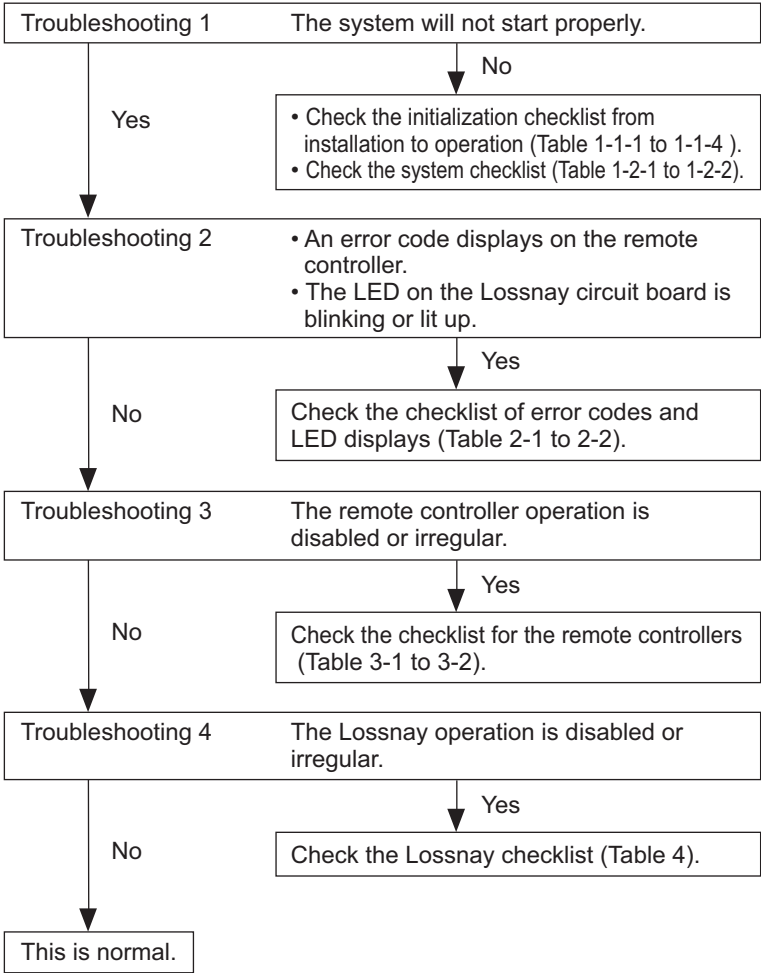 Troubleshooting 1 The system will not start properly.
No
Yes
• Check the initialization checklist from
installation to operation (Table 1-1-1 to 1-1-4 ).
• Check the system checklist (Table 1-2-1 to 1-2-2).
Troubleshooting 2 • An error code displays on the remote
controller.
• The LED on the Lossnay circuit board is
blinking or lit up.
Yes
No
Check the checklist of error codes and
LED displays (Table 2-1 to 2-2).
Troubleshooting 3 The remote controller operation is
disabled or irregular.
Yes
No
Check the checklist for the remote controllers
(Table 3-1 to 3-2).
Troubleshooting 4 The Lossnay operation is disabled or
irregular.
Yes
No
Check the Lossnay checklist (Table 4).
This is normal.